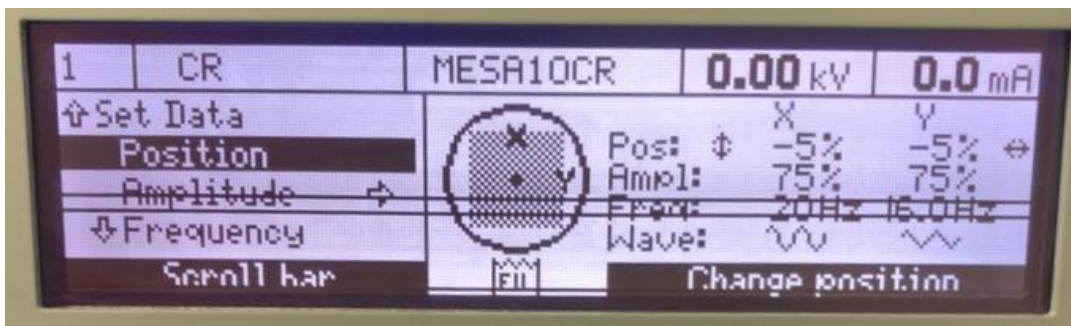 1 CR MESA10CR 0.00 kV 0.0 mA
Set Data
Position
Amplitude
Frequency
X
Y
X Y
Pos: -5% -5%
Ampl: 75% 75%
Freq: 20Hz 16.0Hz
Wave:
Scroll bar
Change position